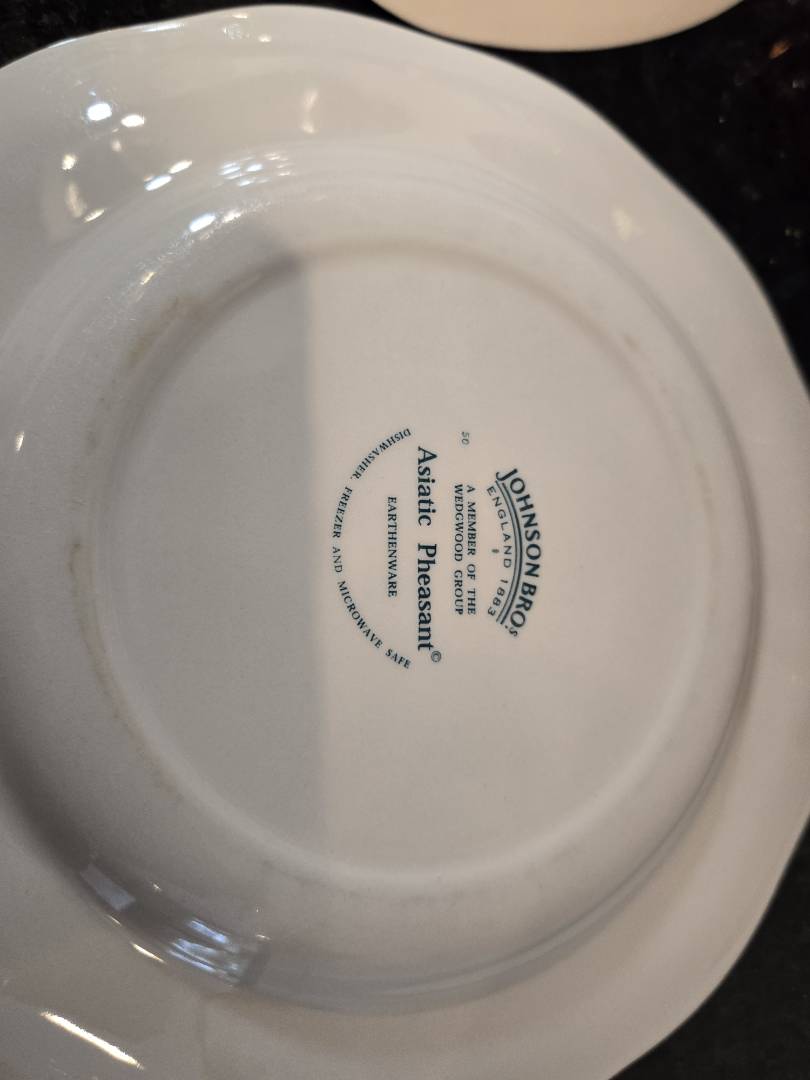 JOHNSON BROS
ENGLAND 1883
A MEMBER OF THE
WEDGWOOD GROUP
50
Asiatic Pheasant©
EARTHENWARE
DISHWASHER, FREEZER AND MICROWAVE SAFE